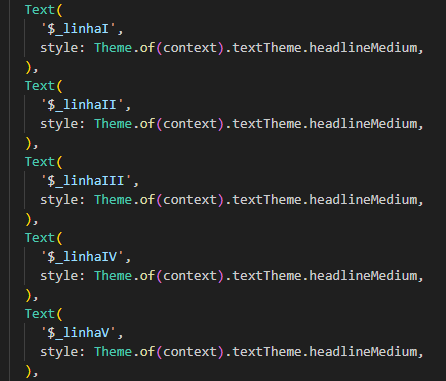 Text(
'$_linhaI',
style: Theme.of(context).textTheme.headlineMedium,
),
Text(
'$_linhaII',
style: Theme.of(context).textTheme.headlineMedium,
),
Text(
'$_linhaIII',
style: Theme.of(context).textTheme.headlineMedium,
),
Text(
'$_linhaIV',
style: Theme.of(context).textTheme.headlineMedium,
),
Text(
'$_linhaV',
style: Theme.of(context).textTheme.headlineMedium,
),